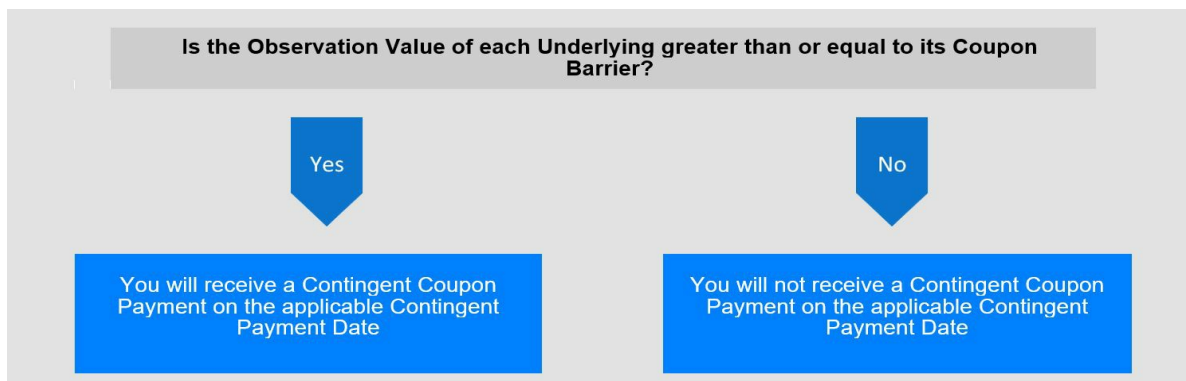 Is the Observation Value of each Underlying greater than or equal to its Coupon
Barrier?
Yes
No
You will receive a Contingent Coupon
Payment on the applicable Contingent
Payment Date
You will not receive a Contingent Coupon
Payment on the applicable Contingent
Payment Date